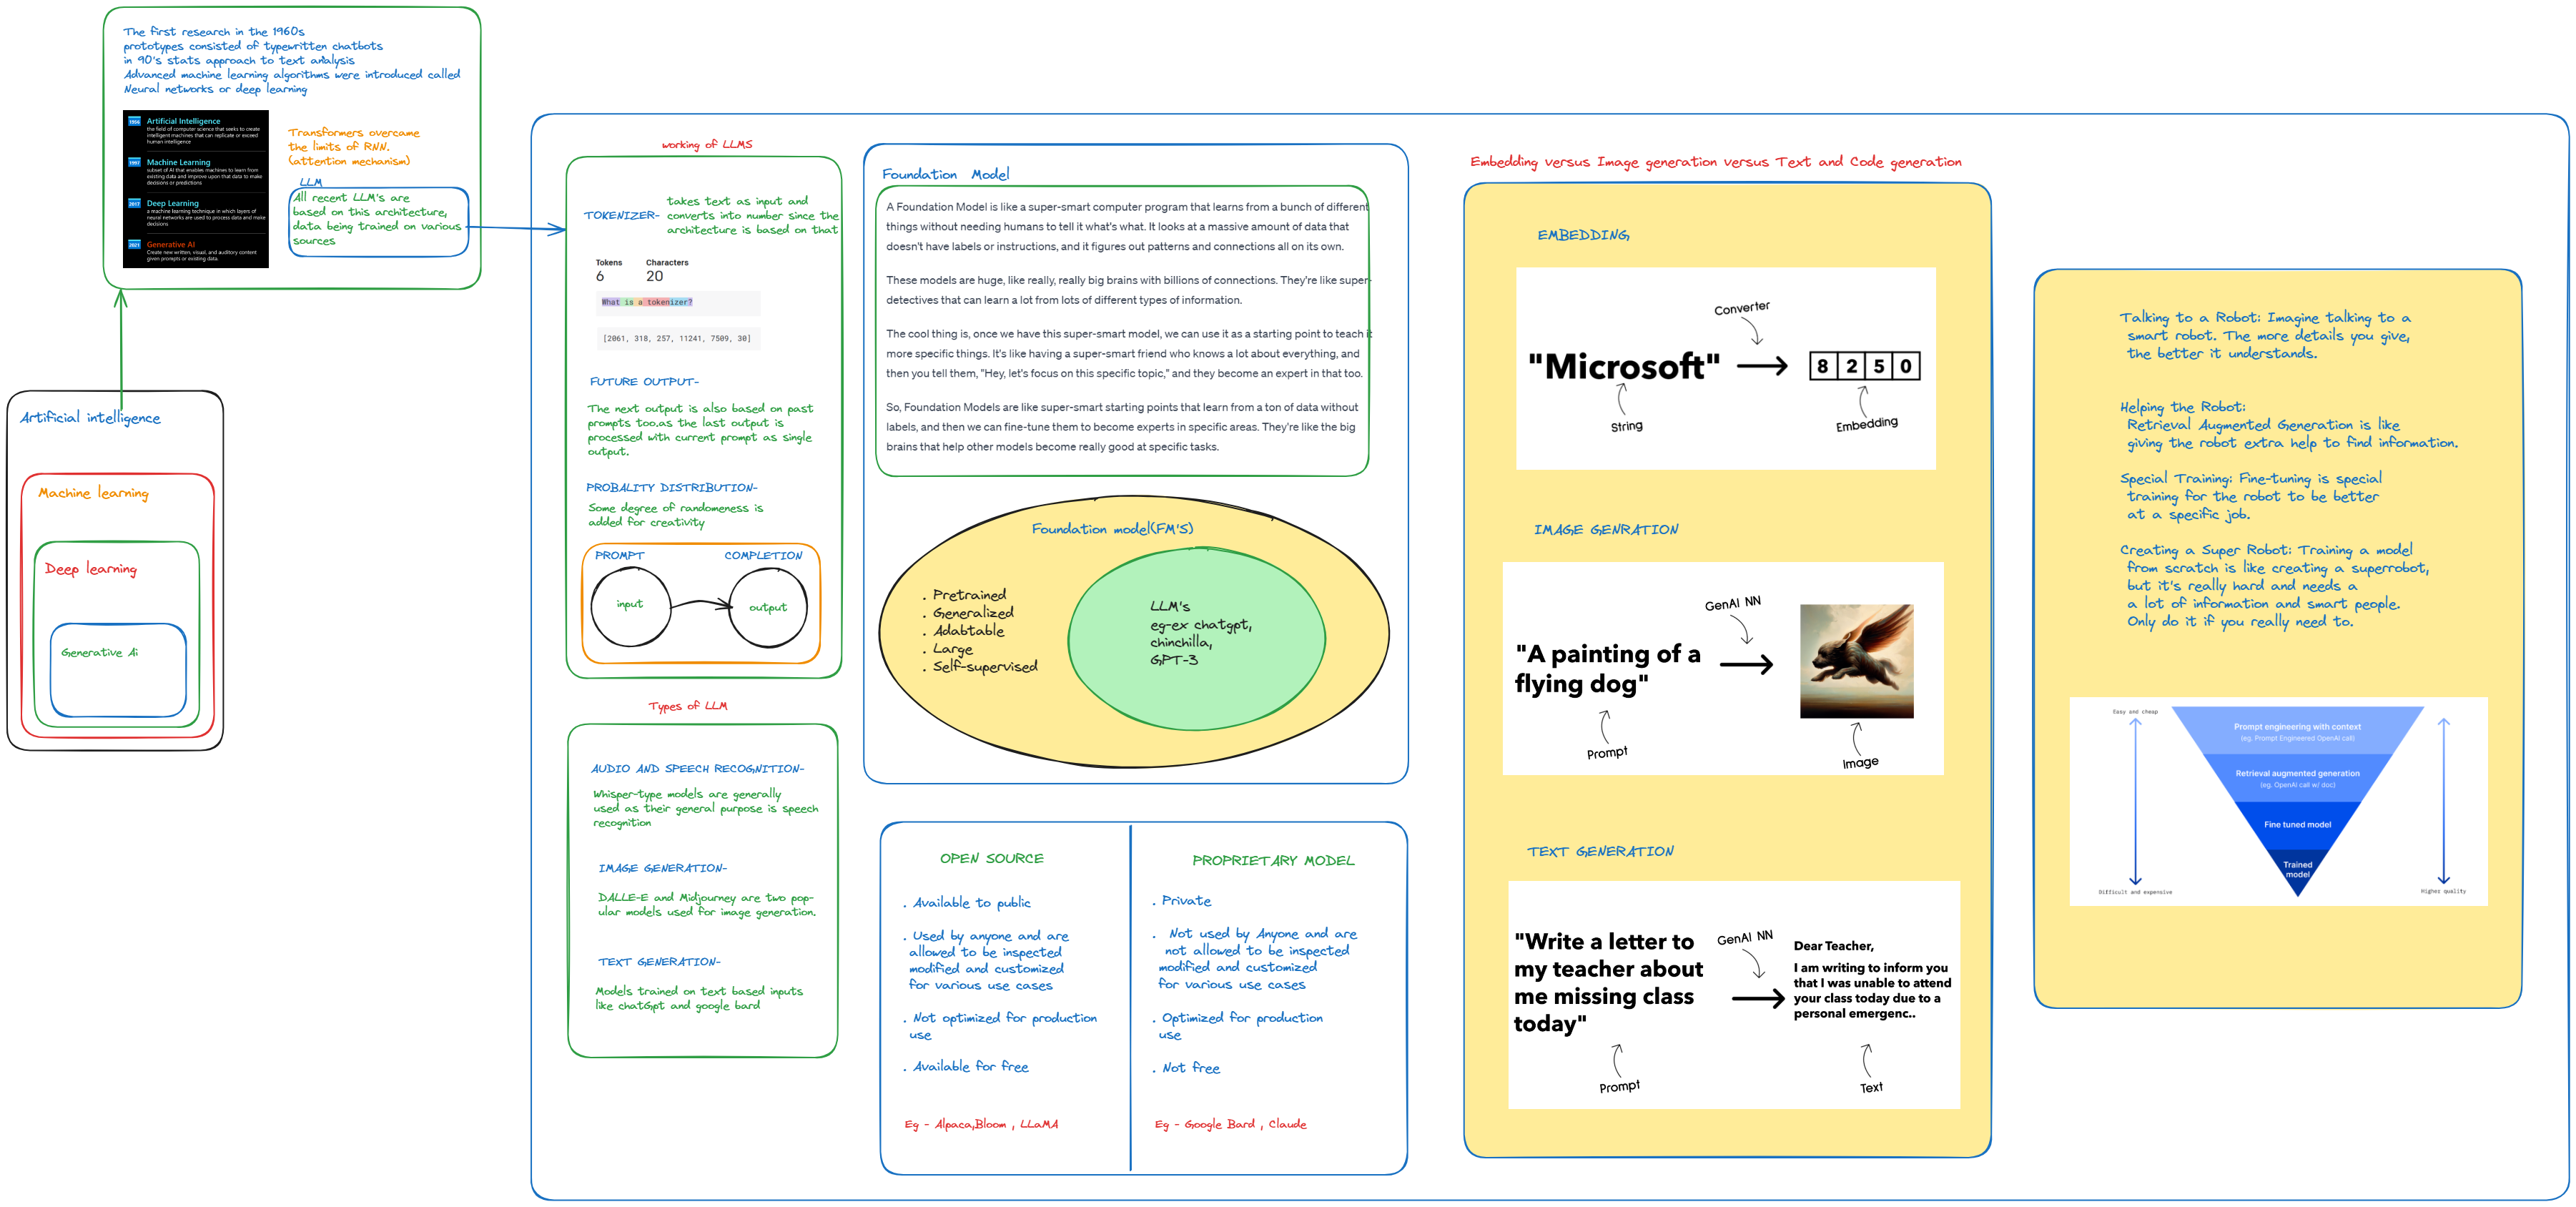 The first research in the 1960s
prototypes consisted of typewritten chatbots
in 90's stats approach to text analysis
Advanced machine learning algorithms were introduced called
Neural networks or deep learning
1956
Artificial Intelligence
the field of computer science that seeks to create
intelligent machines that can replicate or exceed
human intelligence
1997
Machine Learning
subset of AI that enables machines to learn from
existing data and improve upon that data to make
decisions or predictions
2017
Deep Learning
a machine learning technique in which layers of
neural networks are used to process data and make
decisions
2021
Generative AI
Create new written, visual, and auditory content
given prompts or existing data.
Transformers overcame
the limits of RNN.
(attention mechanism)
LLM
All recent LLM's are
based on this architecture,
data being trained on various
sources
Artificial intelligence
Machine learning
Deep learning
Generative Ai
working of LLMS
TOKENIZER-
takes text as input and
converts into number since the
architecture is based on that
Tokens Characters
6 20
What is a tokenizer?
[2061, 318, 257, 11241, 7509, 30]
FUTURE OUTPUT-
The next output is also based on past
prompts too.as the last output is
processed with current prompt as single
output.
PROBALITY DISTRIBUTION-
Some degree of randomeness is
added for creativity
PROMPT COMPLETION
input output
Types of LLM
AUDIO AND SPEECH RECOGNITION-
Whisper-type models are generally
used as their general purpose is speech
recognition
IMAGE GENERATION-
DALLE-E and Midjourney are two pop-
ular models used for image generation.
TEXT GENERATION-
Models trained on text based inputs
like chatGpt and google bard
Foundation Model
A Foundation Model is like a super-smart computer program that learns from a bunch of different
things without needing humans to tell it what's what. It looks at a massive amount of data that
doesn't have labels or instructions, and it figures out patterns and connections all on its own.
These models are huge, like really, really big brains with billions of connections. They're like super-
detectives that can learn a lot from lots of different types of information.
The cool thing is, once we have this super-smart model, we can use it as a starting point to teach it
more specific things. It's like having a super-smart friend who knows a lot about everything, and
then you tell them, "Hey, let's focus on this specific topic," and they become an expert in that too.
So, Foundation Models are like super-smart starting points that learn from a ton of data without
labels, and then we can fine-tune them to become experts in specific areas. They're like the big
brains that help other models become really good at specific tasks.
Foundation model(FM'S)
. Pretrained
. Generalized
. Adabtable
. Large
. Self-supervised
LLM's
eg-ex chatgpt,
chinchilla,
GPT-3
OPEN SOURCE
. Available to public
. Used by anyone and are
allowed to be inspected
modified and customized
for various use cases
. Not optimized for production
use
. Available for free
Eg - Alpaca,Bloom , LLaMA
PROPRIETARY MODEL
. Private
. Not used by Anyone and are
not allowed to be inspected
modified and customized
for various use cases
. Optimized for production
use
. Not free
Eg - Google Bard , Claude
Embedding versus Image generation versus Text and Code generation
EMBEDDING,
Converter
"Microsoft"
8 2 5 0
String
Embedding
IMAGE GENRATION
GenAI NN
"A painting of a
flying dog"
Prompt
Image
TEXT GENERATION
"Write a letter to
my teacher about
me missing class
today"
GenAI NN
Dear Teacher,
I am writing to inform you
that I was unable to attend
your class today due to a
personal emergenc..
Prompt
Text
Talking to a Robot: Imagine talking to a
smart robot. The more details you give,
the better it understands.
Helping the Robot:
Retrieval Augmented Generation is like
giving the robot extra help to find information.
Special Training: Fine-tuning is special
training for the robot to be better
at a specific job.
Creating a Super Robot: Training a model
from scratch is like creating a superrobot,
but it's really hard and needs a
a lot of information and smart people.
Only do it if you really need to.
Easy and cheap
Prompt engineering with context
(eg. Prompt Engineered OpenAI call)
Retrieval augmented generation
(eg. OpenAI call w/ doc)
Fine tuned model
Trained
model
Difficult and expensive
Higher quality